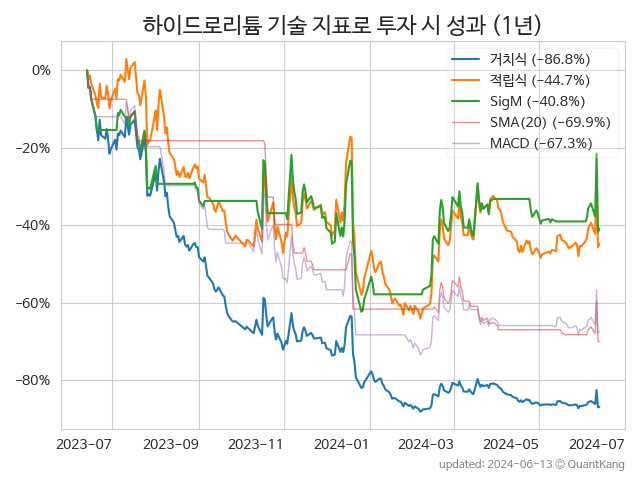 하이드로리튬 기술 지표로 투자 시 성과 (1년)
거치식 (−86.8%)
적립식 (−44.7%)
SigM (−40.8%)
SMA(20) (−69.9%)
MACD (−67.3%)
0%
−20%
−40%
−60%
−80%
2023-07 2023-09 2023-11 2024-01 2024-03 2024-05 2024-07
updated: 2024-06-13 © QuantKang